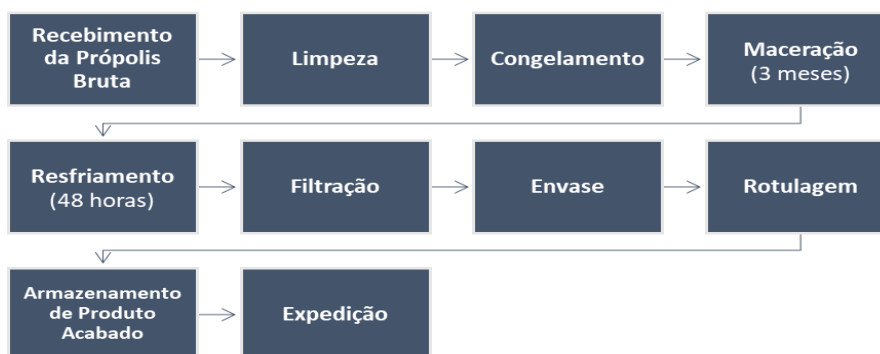 Recebimento
da Própolis
Bruta
Limpeza
Congelamento
Maceração
(3 meses)
Resfriamento
(48 horas)
Filtração
Envase
Rotulagem
Armazenamento
de Produto
Acabado
Expedição